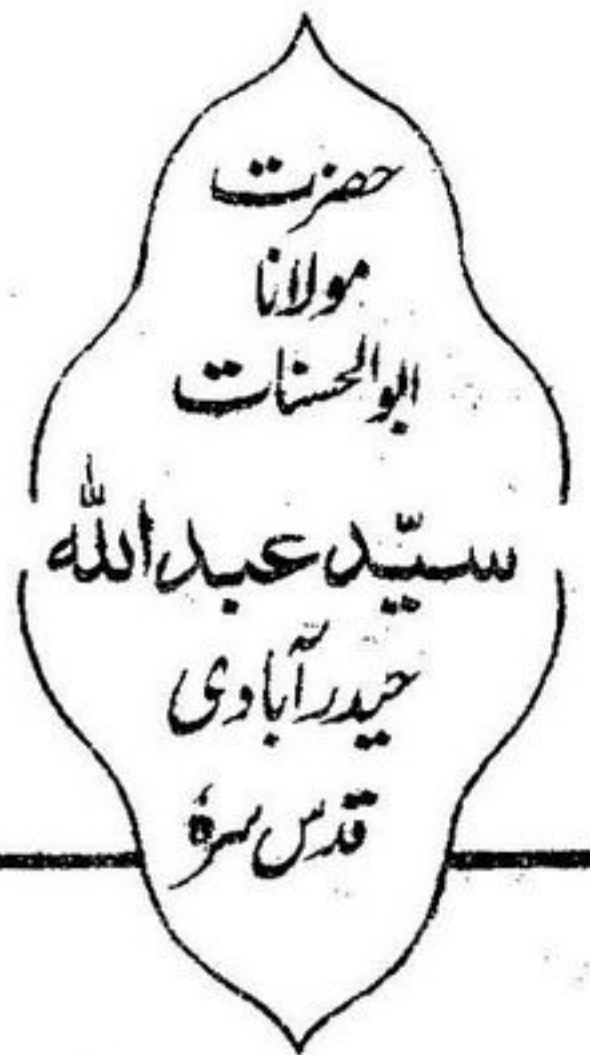 حضرت
مولانا
ابوالحسنات
سیّد عبداللہ
حیدرآبادی
قدس سرہٗ